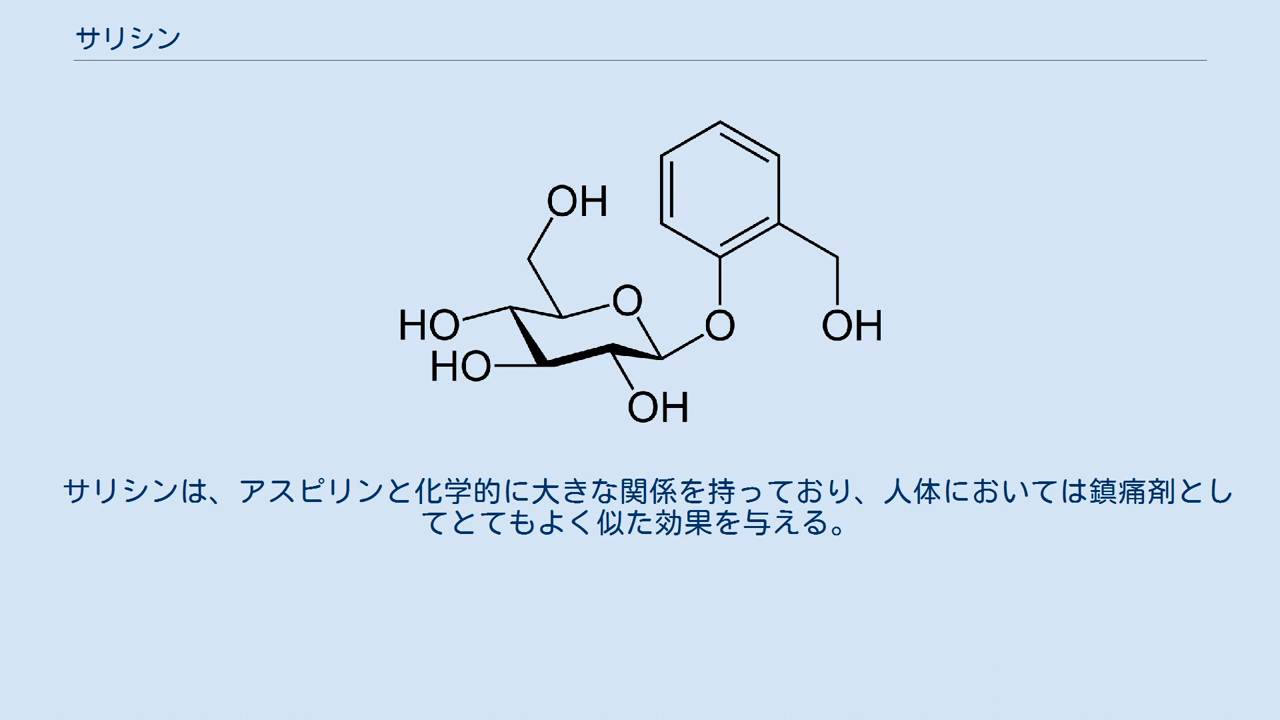 サリシン
OH
O
HO
O
OH
HO
OH
サリシンは、アスピリンと化学的に大きな関係を持っており、人体においては鎮痛剤とし
てとてもよく似た効果を与える。